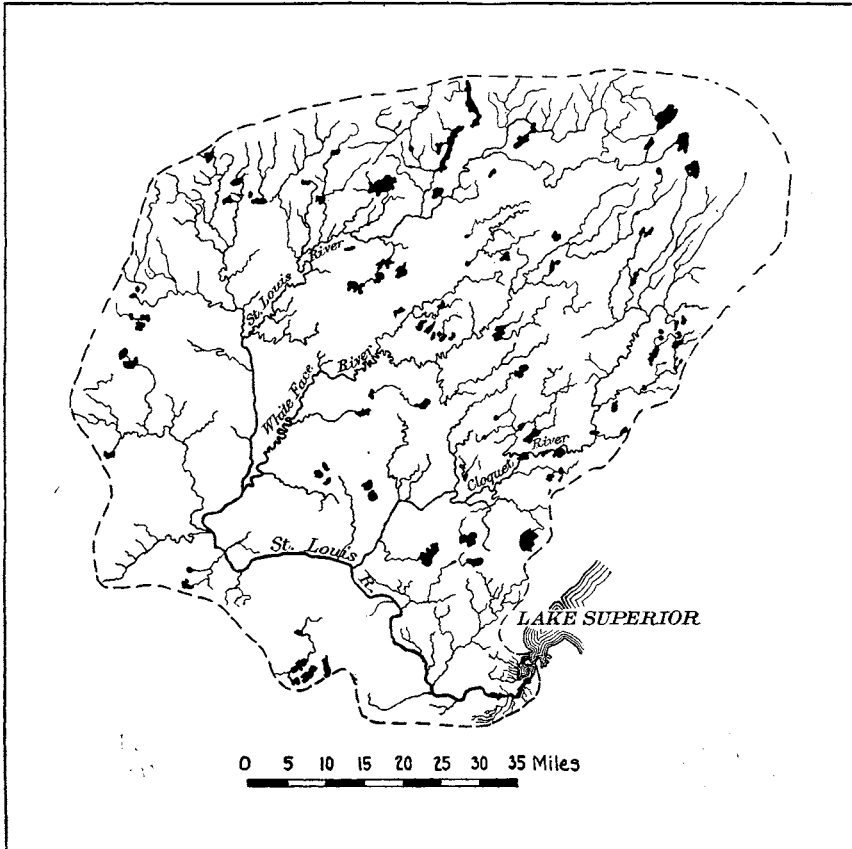 St. Louis River
White Face River
Cloquet River
St. Louis R.
LAKE SUPERIOR
0 5 10 15 20 25 30 35 Miles